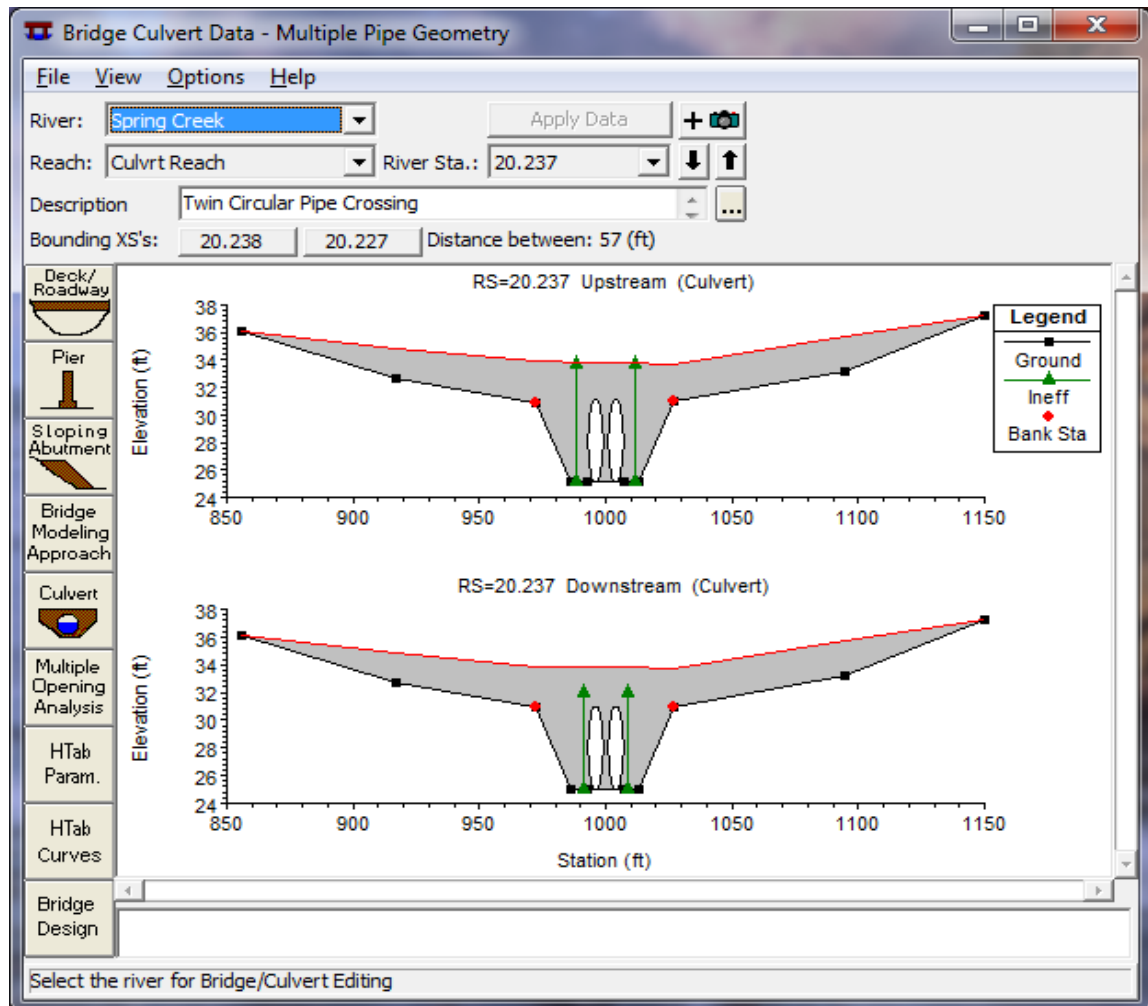 Bridge Culvert Data - Multiple Pipe Geometry
File View Options Help
River: Spring Creek Apply Data +
Reach: Culvrt Reach River Sta.: 20.237
Description Twin Circular Pipe Crossing ...
Bounding XS's: 20.238 20.227 Distance between: 57 (ft)
Deck/
Roadway
Pier
Sloping
Abutment
Bridge
Modeling
Approach
Culvert
Multiple
Opening
Analysis
HTab
Param.
HTab
Curves
Bridge
Design
RS=20.237 Upstream (Culvert)
38
36
34
32
30
28
26
24
Elevation (ft)
850 900 950 1000 1050 1100 1150
Legend
Ground
Ineff
Bank Sta
RS=20.237 Downstream (Culvert)
38
36
34
32
30
28
26
24
Elevation (ft)
850 900 950 1000 1050 1100 1150
Station (ft)
Select the river for Bridge/Culvert Editing